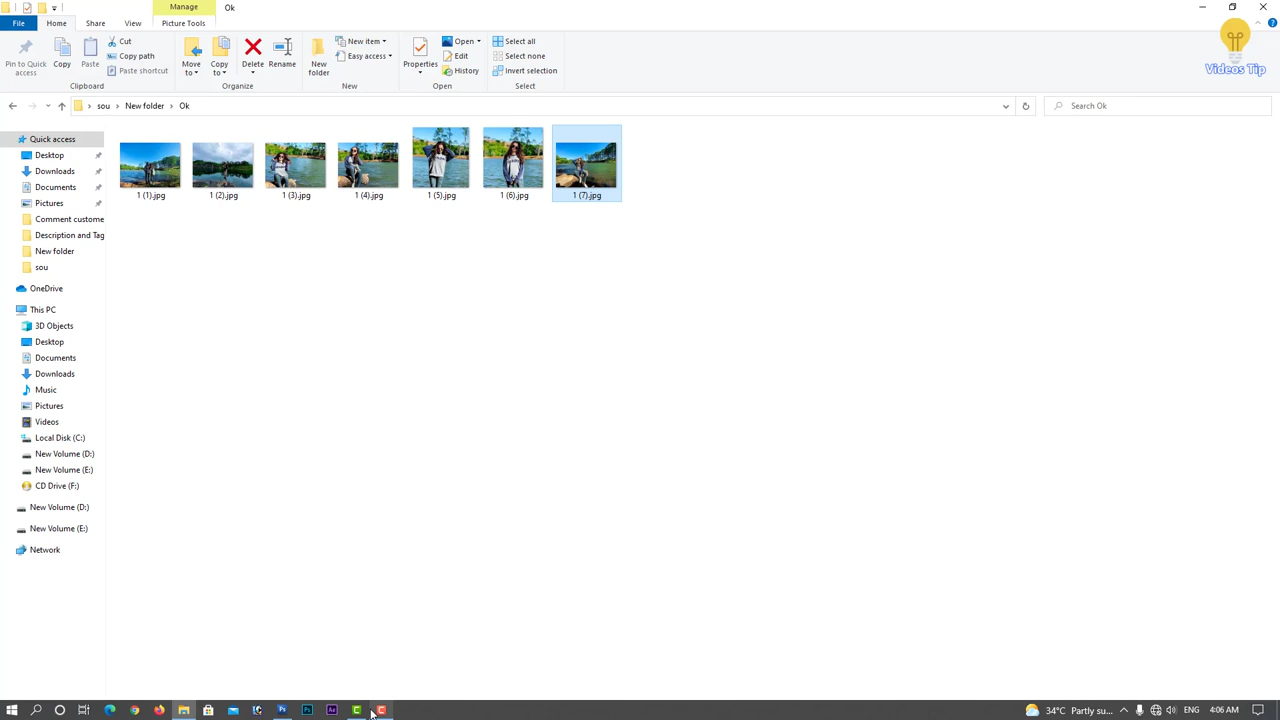 Manage
Ok
File
Home
Share
View
Picture Tools
Pin to Quick access
Copy
Paste
Cut
Copy path
Paste shortcut
Clipboard
Move to
Copy to
Delete
Rename
Organize
New folder
New item
Easy access
New
Properties
Open
Edit
History
Open
Select all
Select none
Invert selection
Select
Videos Tip
sou > New folder > Ok
Search Ok
Quick access
Desktop
Downloads
Documents
Pictures
Comment custome
Description and Tag
New folder
sou
OneDrive
This PC
3D Objects
Desktop
Documents
Downloads
Music
Pictures
Videos
Local Disk (C:)
New Volume (D:)
New Volume (E:)
CD Drive (F:)
New Volume (D:)
New Volume (E:)
Network
1 (1).jpg
1 (2).jpg
1 (3).jpg
1 (4).jpg
1 (5).jpg
1 (6).jpg
1 (7).jpg
Ps
Ps
Ae
C
C
34°C Partly su...
ENG
4:06 AM